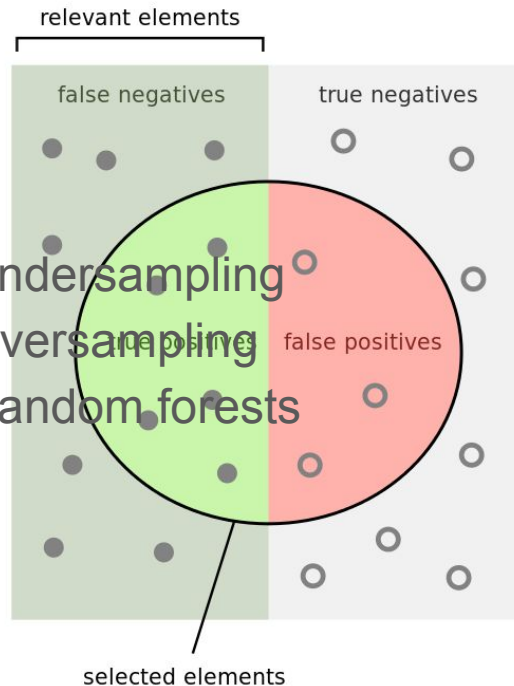 relevant elements
false negatives
true negatives
ndersampling
versampling
true positives
false positives
andom forests
selected elements